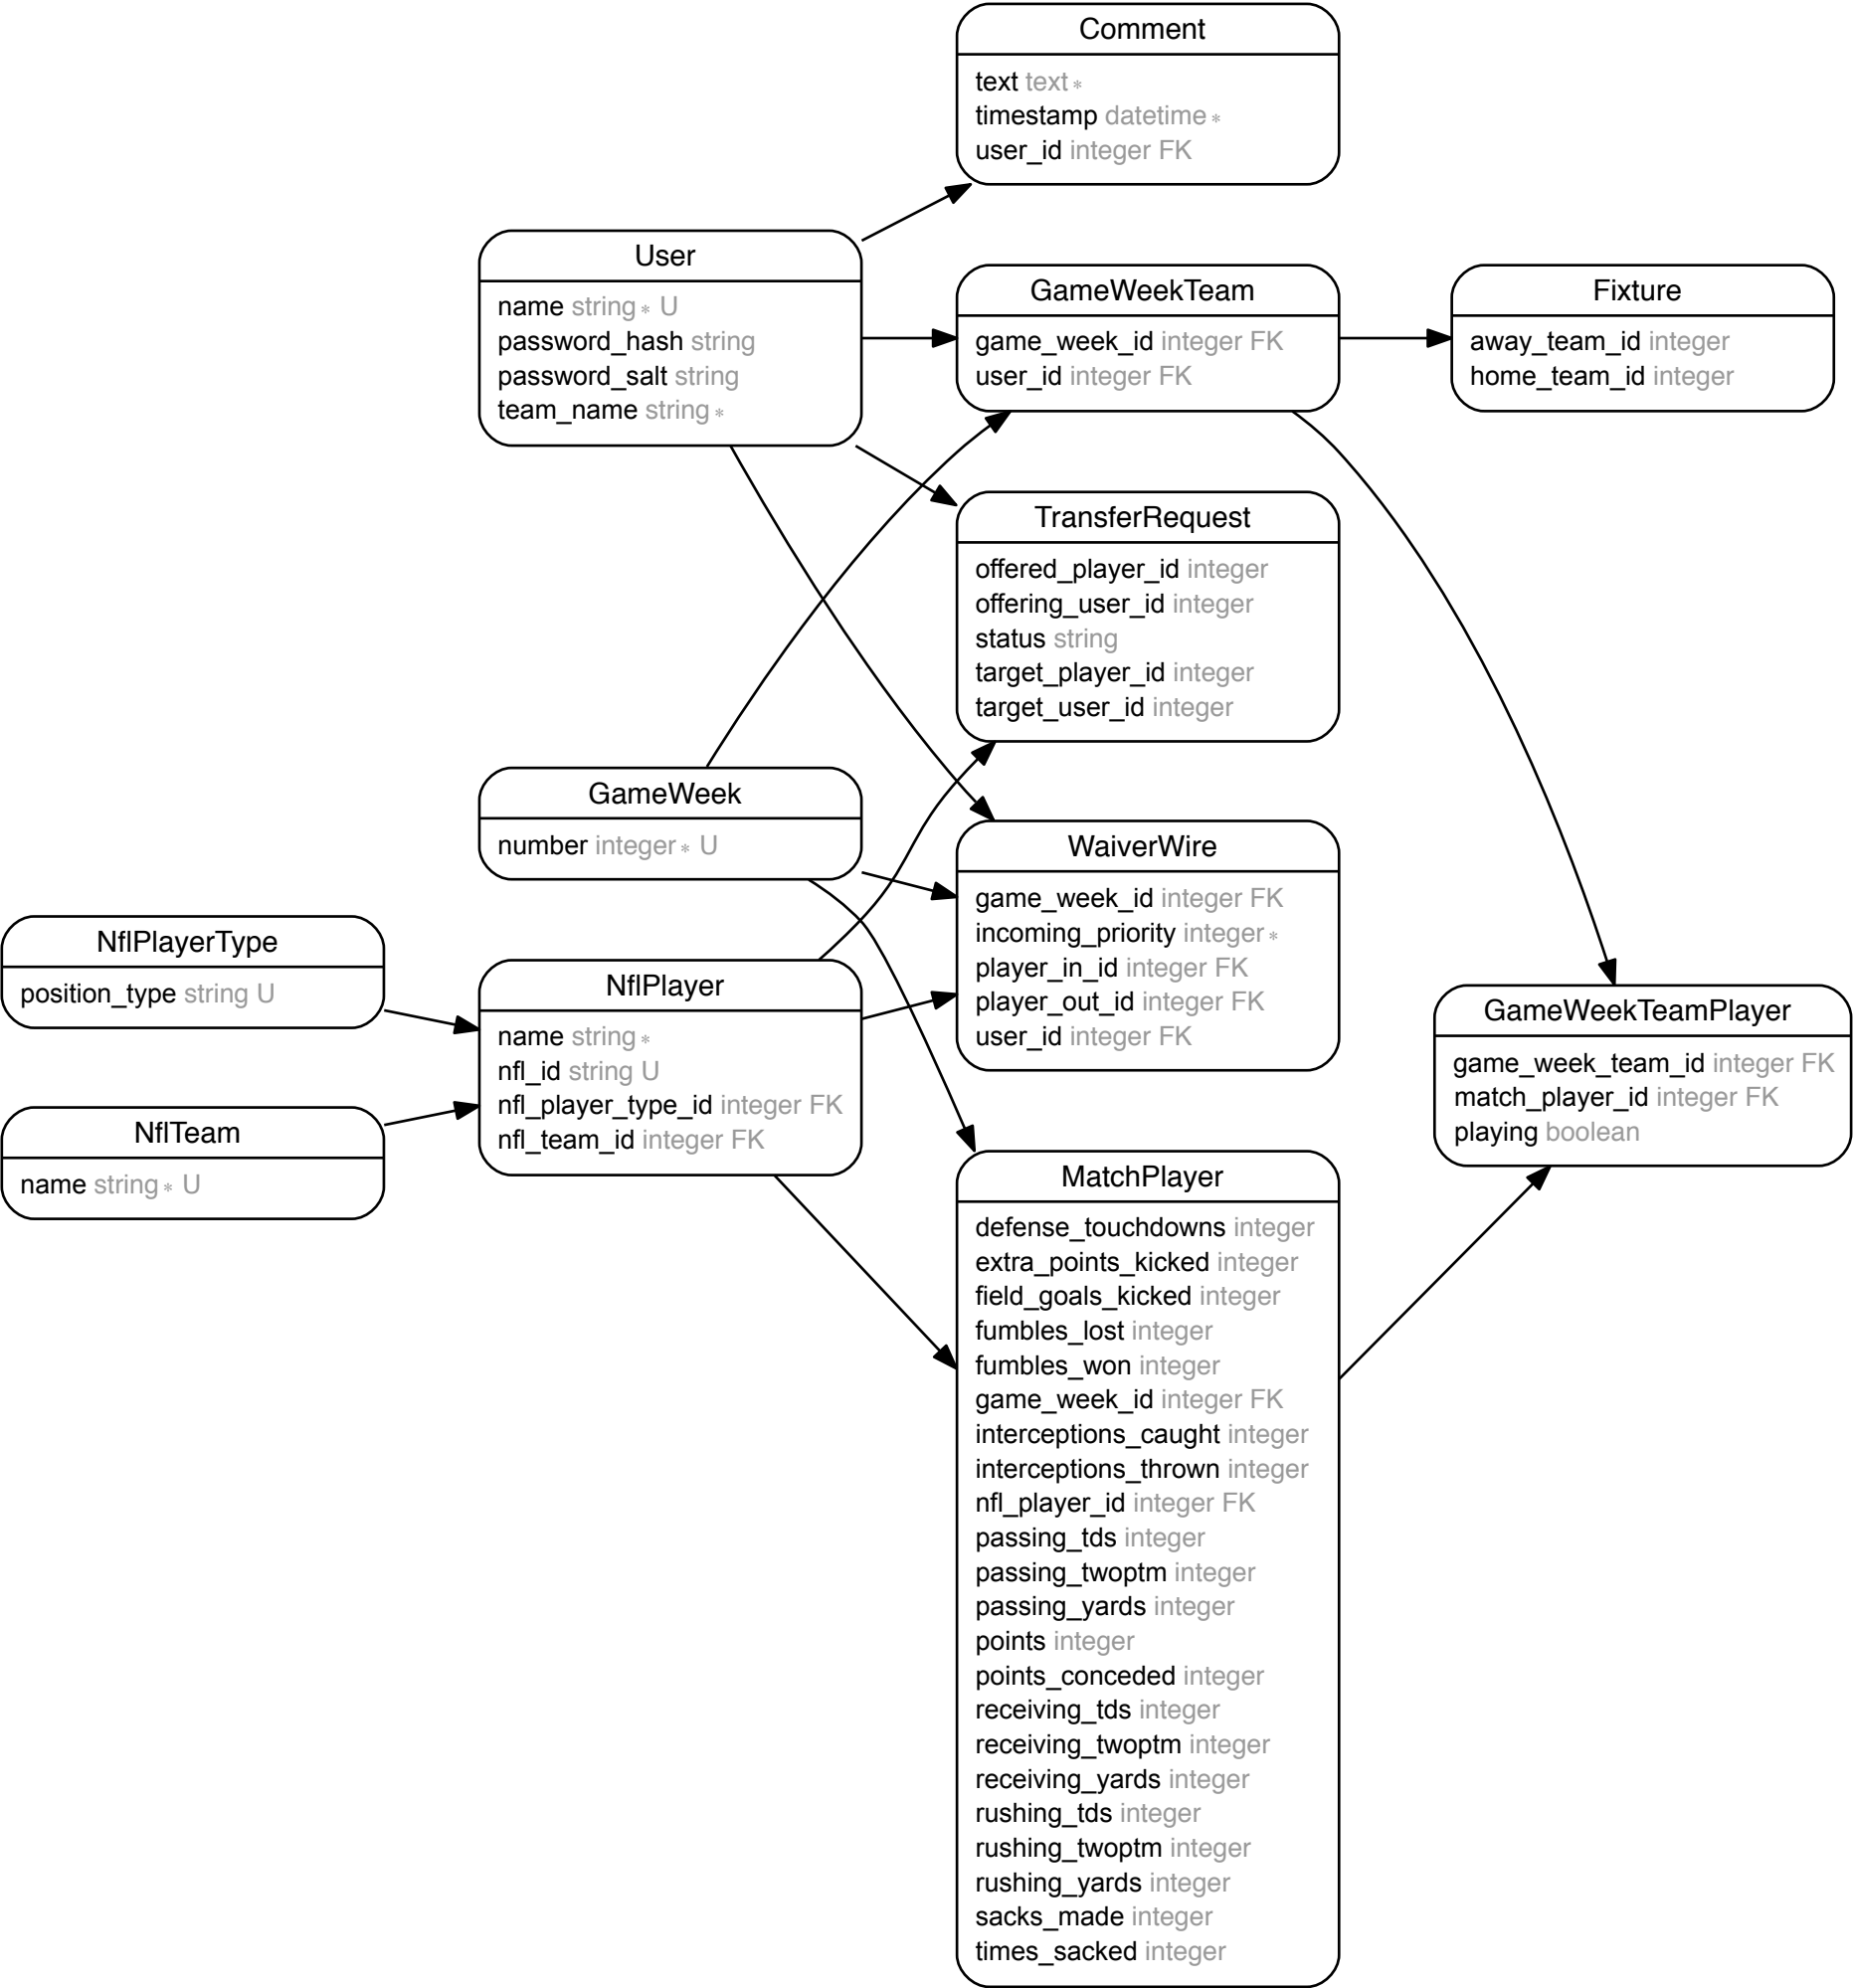 Comment
text text*
timestamp datetime*
user_id integer FK
User
name string* U
password_hash string
password_salt string
team_name string*
GameWeekTeam
game_week_id integer FK
user_id integer FK
Fixture
away_team_id integer
home_team_id integer
TransferRequest
offered_player_id integer
offering_user_id integer
status string
target_player_id integer
target_user_id integer
GameWeek
number integer* U
WaiverWire
game_week_id integer FK
incoming_priority integer*
player_in_id integer FK
player_out_id integer FK
user_id integer FK
NflPlayerType
position_type string U
NflPlayer
name string*
nfl_id string U
nfl_player_type_id integer FK
nfl_team_id integer FK
NflTeam
name string* U
GameWeekTeamPlayer
game_week_team_id integer FK
match_player_id integer FK
playing boolean
MatchPlayer
defense_touchdowns integer
extra_points_kicked integer
field_goals_kicked integer
fumbles_lost integer
fumbles_won integer
game_week_id integer FK
interceptions_caught integer
interceptions_thrown integer
nfl_player_id integer FK
passing_tds integer
passing_twoptm integer
passing_yards integer
points integer
points_conceded integer
receiving_tds integer
receiving_twoptm integer
receiving_yards integer
rushing_tds integer
rushing_twoptm integer
rushing_yards integer
sacks_made integer
times_sacked integer